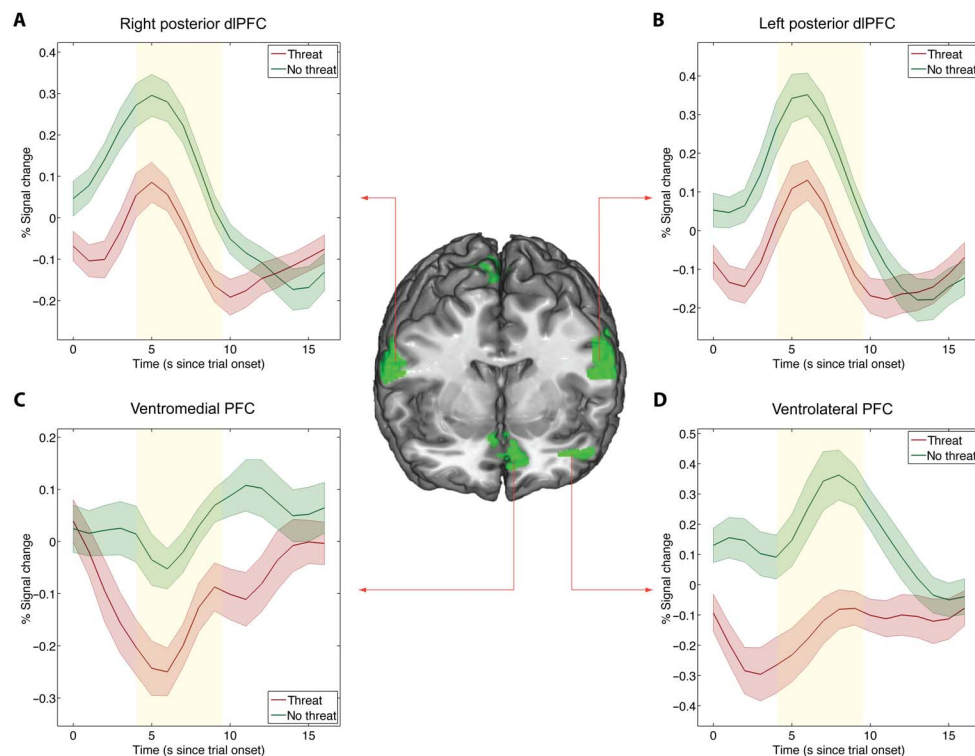 A
Right posterior dlPFC
0.4
0.3
0.2
0.1
0
-0.1
-0.2
% Signal change
Threat
No threat
0
5
10
15
Time (s since trial onset)
B
Left posterior dlPFC
0.4
0.3
0.2
0.1
0
-0.1
-0.2
% Signal change
Threat
No threat
0
5
10
15
Time (s since trial onset)
C
Ventromedial PFC
0.2
0.1
0
-0.1
-0.2
-0.3
% Signal change
Threat
No threat
0
5
10
15
Time (s since trial onset)
D
Ventrolateral PFC
0.5
0.4
0.3
0.2
0.1
0
-0.1
-0.2
-0.3
-0.4
% Signal change
Threat
No threat
0
5
10
15
Time (s since trial onset)